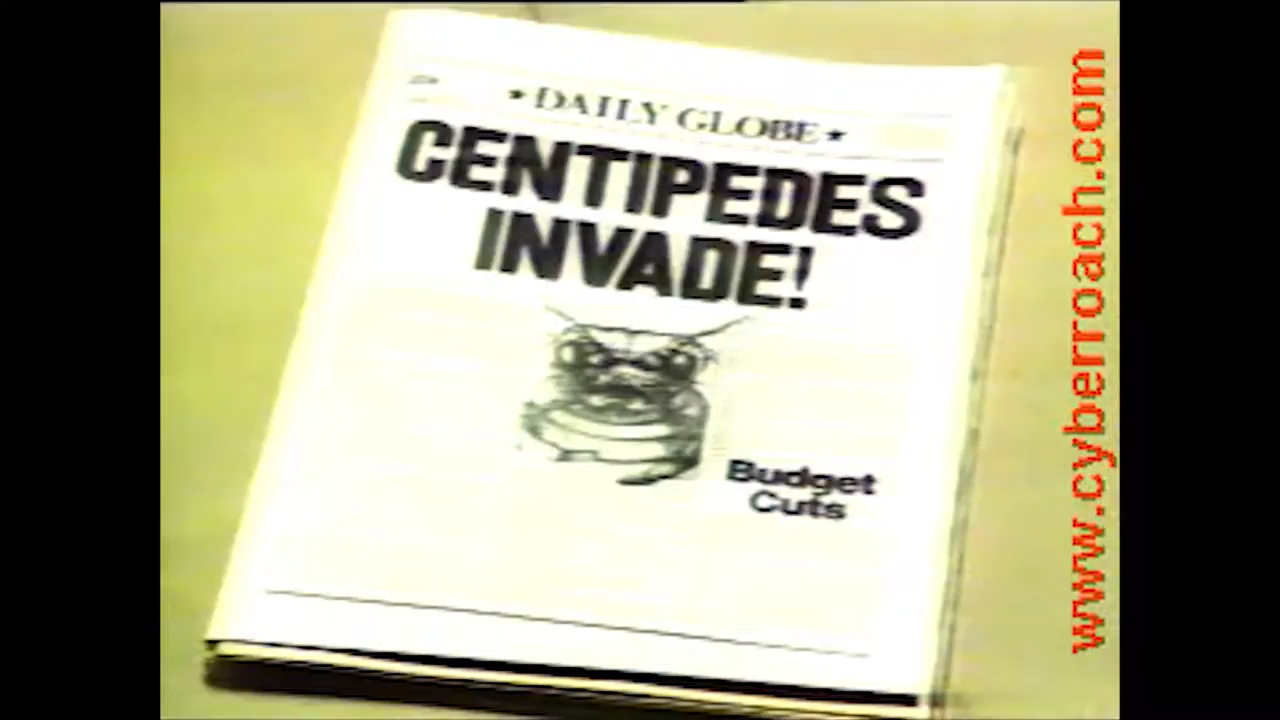 ★DAILY GLOBE★
CENTIPEDES
INVADE!
Budget
Cuts
www.cyberroach.com